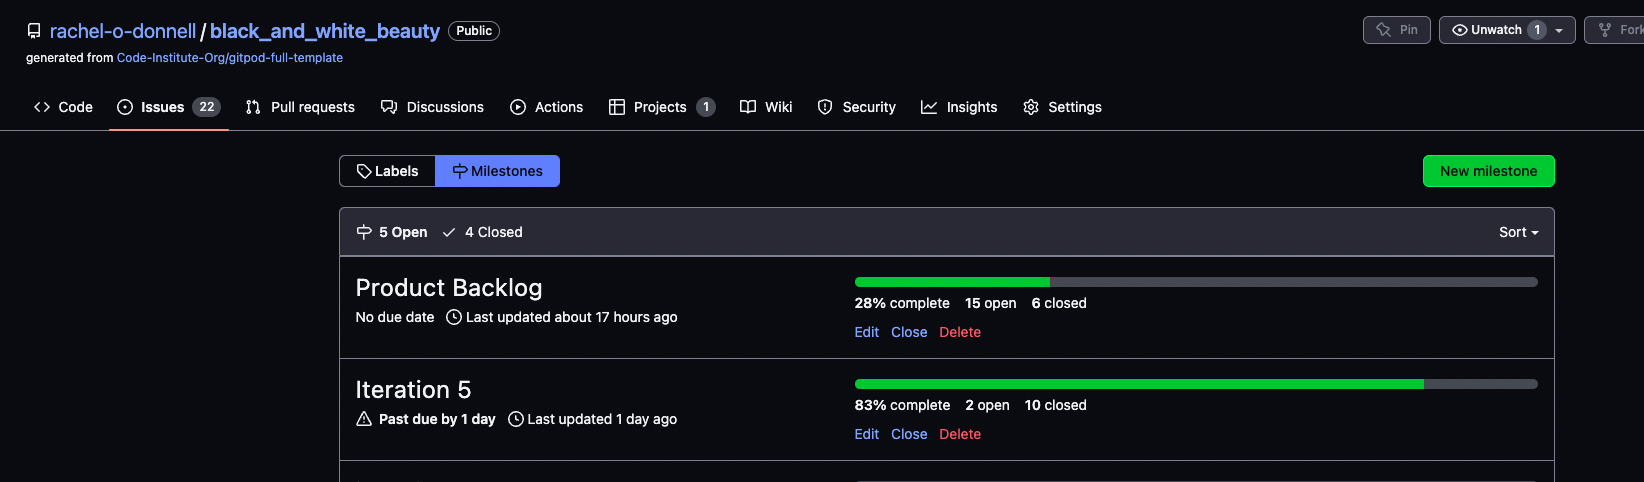 rachel-o-donnell / black_and_white_beauty Public
Pin Unwatch 1 Fork
generated from Code-Institute-Org/gitpod-full-template
Code Issues 22 Pull requests Discussions Actions Projects 1 Wiki Security Insights Settings
Labels Milestones New milestone
5 Open 4 Closed Sort
Product Backlog
No due date Last updated about 17 hours ago
28% complete 15 open 6 closed
Edit Close Delete
Iteration 5
Past due by 1 day Last updated 1 day ago
83% complete 2 open 10 closed
Edit Close Delete